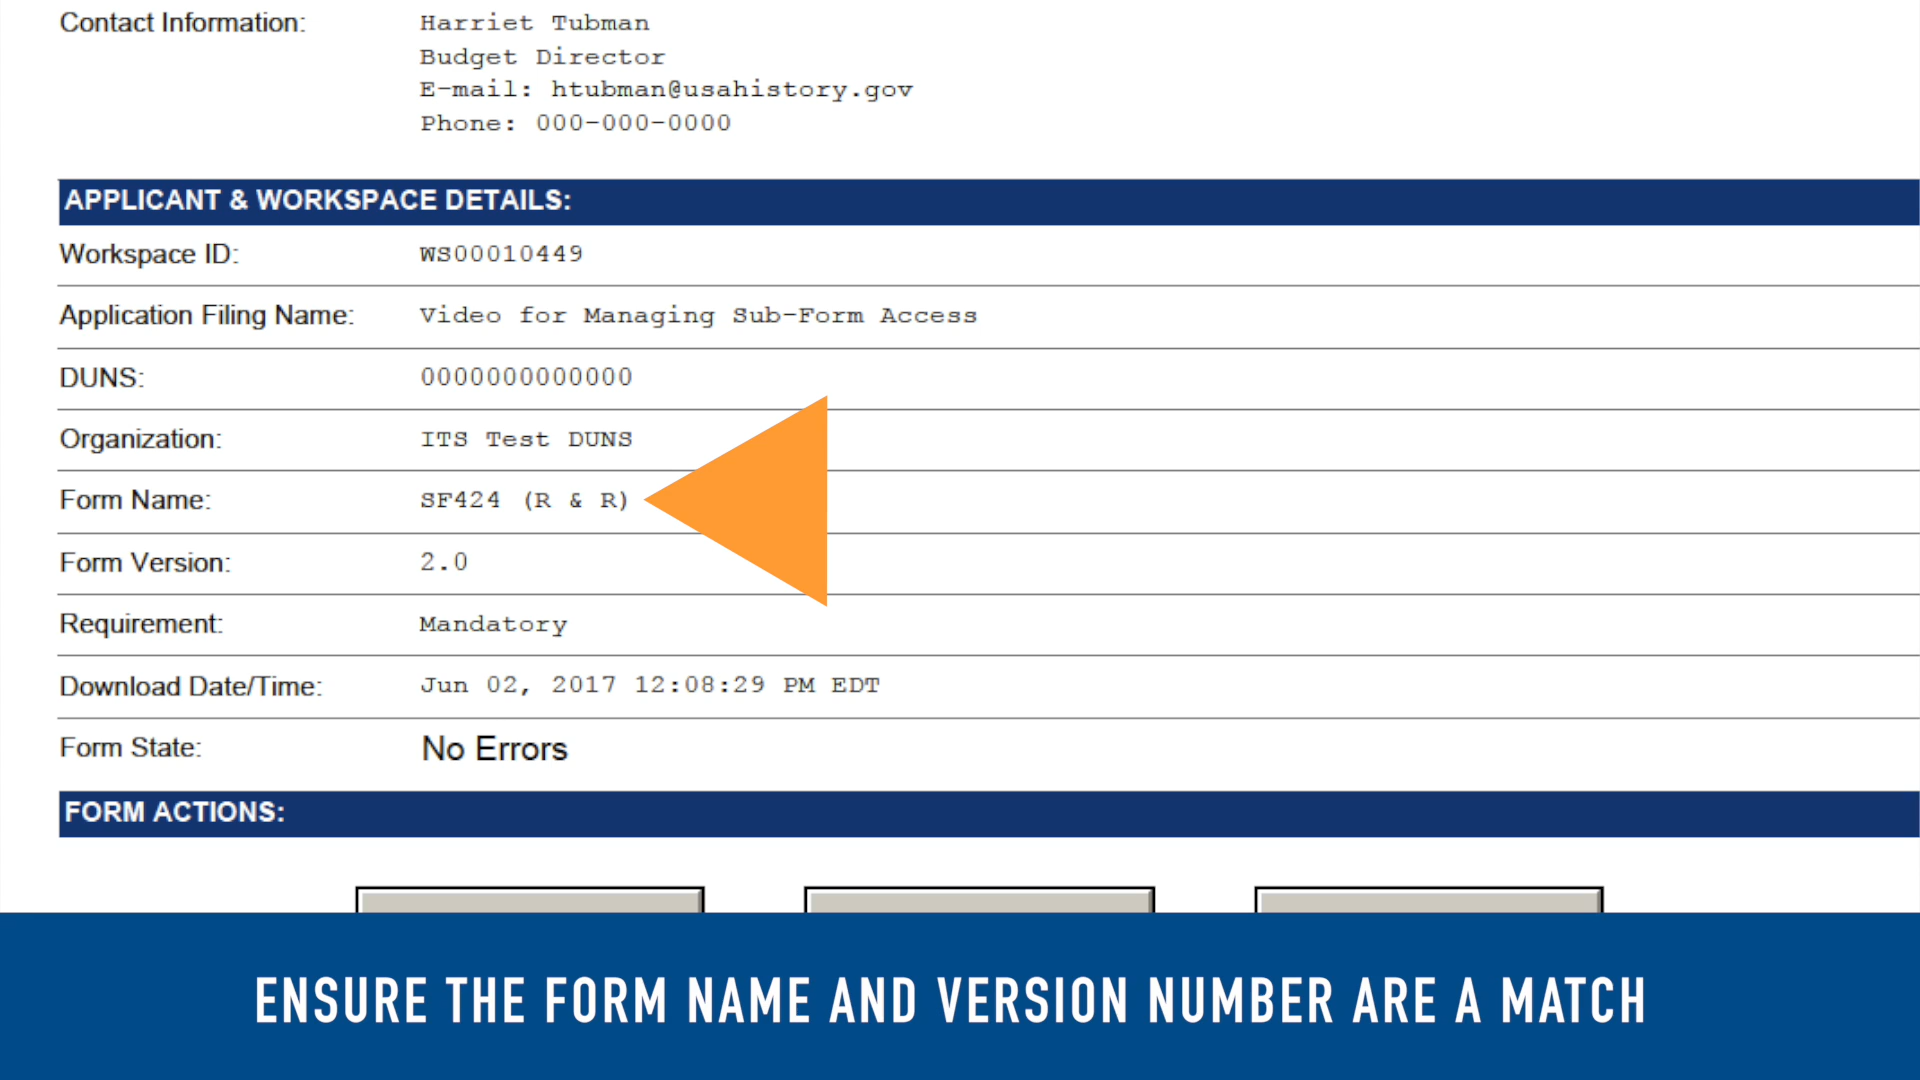 Contact Information: Harriet Tubman
Budget Director
E-mail: htubman@usahistory.gov
Phone: 000-000-0000
APPLICANT & WORKSPACE DETAILS:
Workspace ID: WS00010449
Application Filing Name: Video for Managing Sub-Form Access
DUNS: 0000000000000
Organization: ITS Test DUNS
Form Name: SF424 (R & R)
Form Version: 2.0
Requirement: Mandatory
Download Date/Time: Jun 02, 2017 12:08:29 PM EDT
Form State: No Errors
FORM ACTIONS:
ENSURE THE FORM NAME AND VERSION NUMBER ARE A MATCH